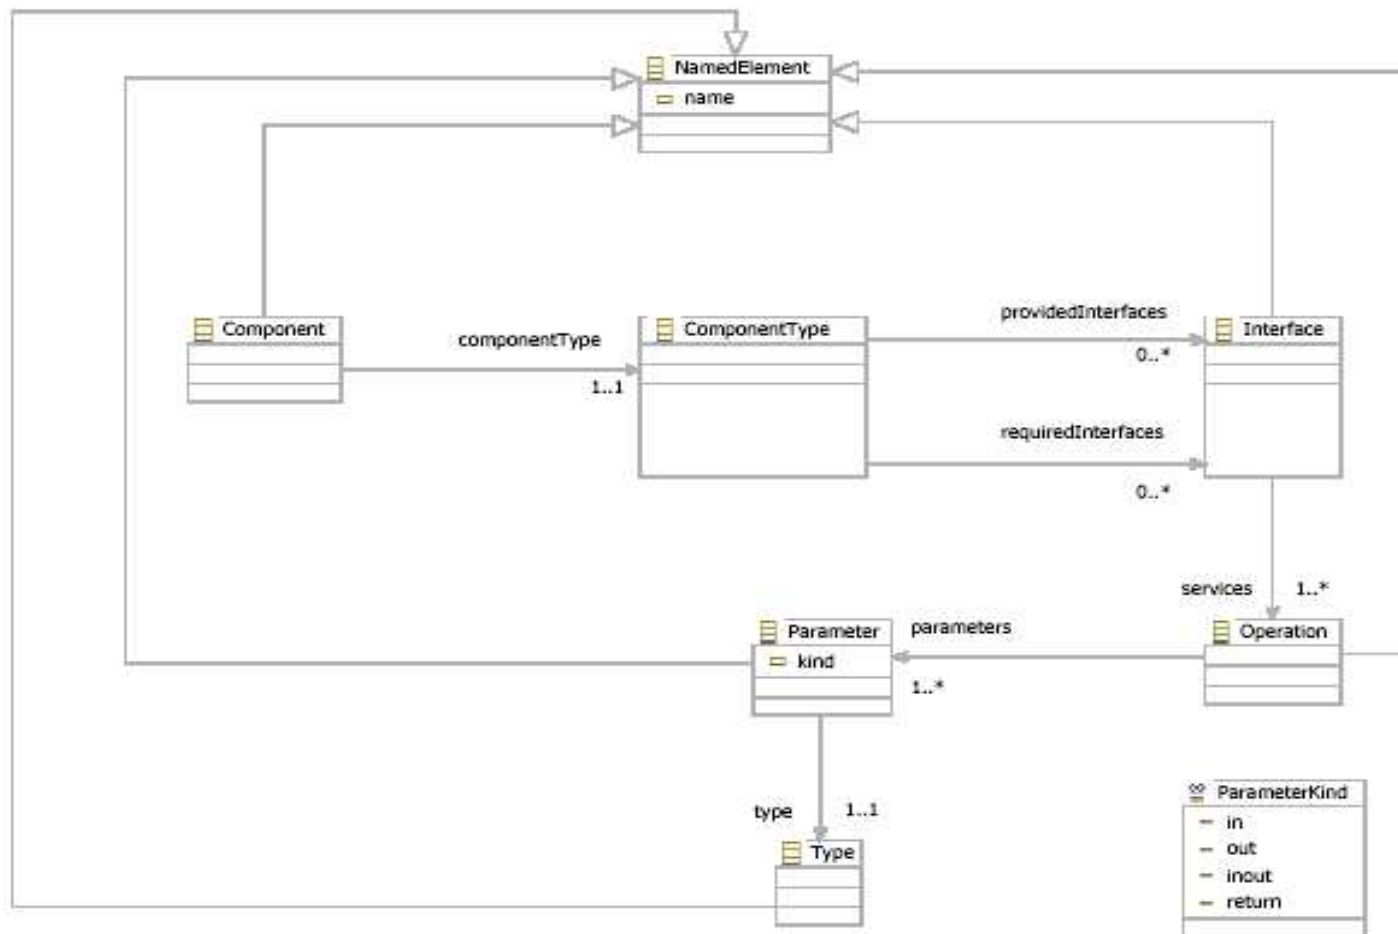 NamedElement
name
Component
componentType
1..1
ComponentType
providedInterfaces
0..*
requiredInterfaces
0..*
Interface
services
1..*
Parameter
kind
parameters
1..*
Operation
type
1..1
Type
ParameterKind
in
out
inout
return